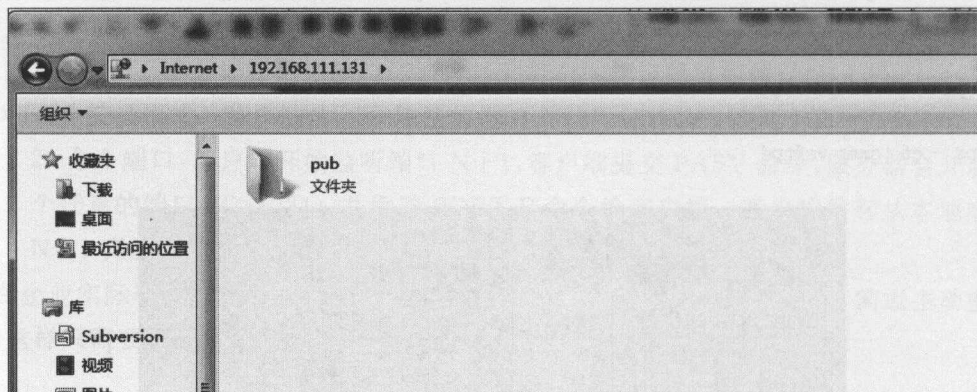 Internet 192.168.111.131
组织
收藏夹
下载
桌面
最近访问的位置
库
Subversion
视频
pub
文件夹